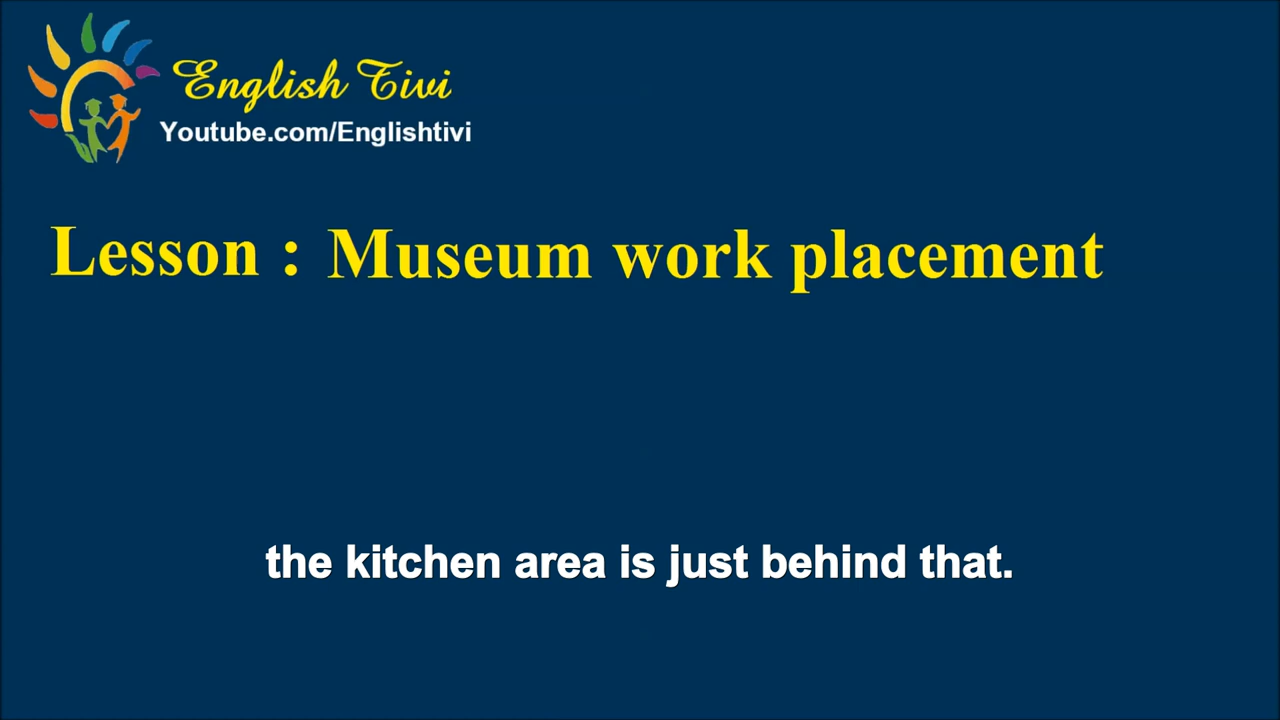 English Tivi
Youtube.com/Englishtivi
Lesson : Museum work placement
the kitchen area is just behind that.